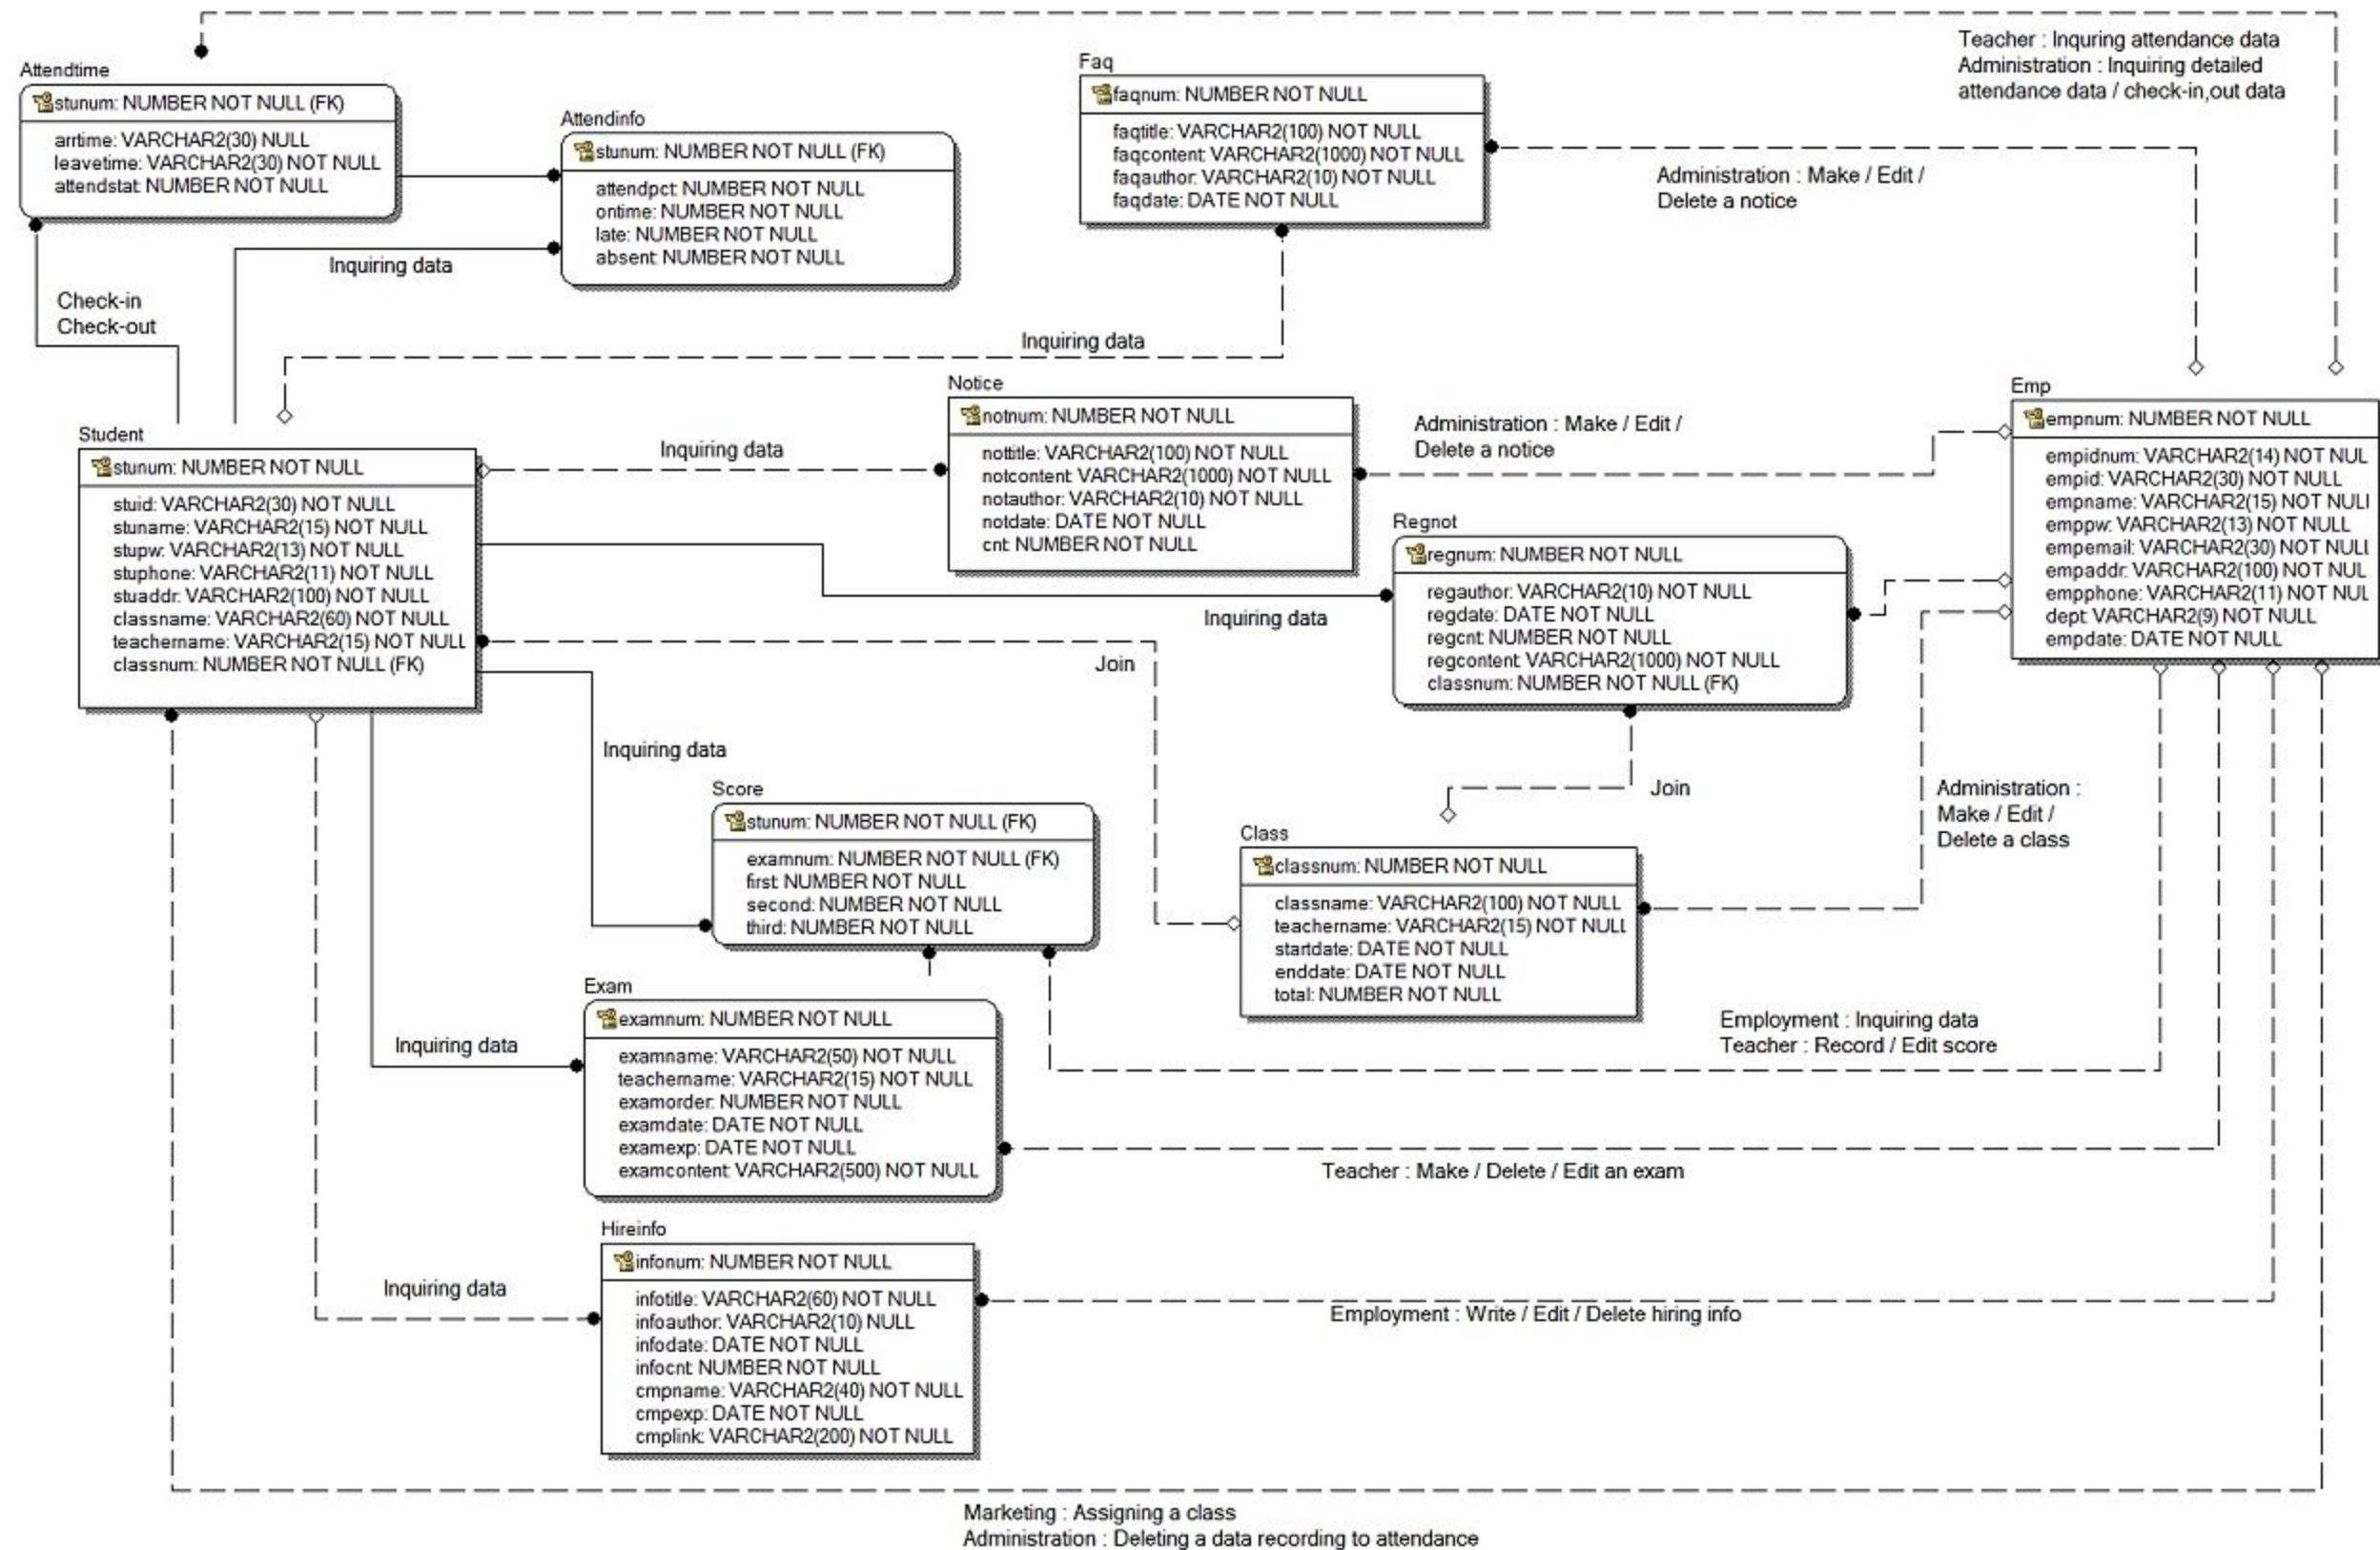 Teacher : Inquring attendance data
Administration : Inquiring detailed
attendance data / check-in,out data
Attendtime
stunum: NUMBER NOT NULL (FK)
arrtime: VARCHAR2(30) NULL
leavetime: VARCHAR2(30) NOT NULL
attendstat: NUMBER NOT NULL
Attendinfo
stunum: NUMBER NOT NULL (FK)
attendpct: NUMBER NOT NULL
ontime: NUMBER NOT NULL
late: NUMBER NOT NULL
absent: NUMBER NOT NULL
Faq
faqnum: NUMBER NOT NULL
faqtitle: VARCHAR2(100) NOT NULL
faqcontent: VARCHAR2(1000) NOT NULL
faqauthor: VARCHAR2(10) NOT NULL
faqdate: DATE NOT NULL
Administration : Make / Edit /
Delete a notice
Inquiring data
Check-in
Check-out
Inquiring data
Student
stunum: NUMBER NOT NULL
stuid: VARCHAR2(30) NOT NULL
stuname: VARCHAR2(15) NOT NULL
stupw: VARCHAR2(13) NOT NULL
stuphone: VARCHAR2(11) NOT NULL
stuaddr: VARCHAR2(100) NOT NULL
classname: VARCHAR2(60) NOT NULL
teachername: VARCHAR2(15) NOT NULL
classnum: NUMBER NOT NULL (FK)
Inquiring data
Notice
notnum: NUMBER NOT NULL
nottitle: VARCHAR2(100) NOT NULL
notcontent: VARCHAR2(1000) NOT NULL
notauthor: VARCHAR2(10) NOT NULL
notdate: DATE NOT NULL
cnt: NUMBER NOT NULL
Administration : Make / Edit /
Delete a notice
Emp
empnum: NUMBER NOT NULL
empidnum: VARCHAR2(14) NOT NUL
empid: VARCHAR2(30) NOT NULL
empname: VARCHAR2(15) NOT NULL
emppw: VARCHAR2(13) NOT NULL
empemail: VARCHAR2(30) NOT NULL
empaddr: VARCHAR2(100) NOT NUL
empphone: VARCHAR2(11) NOT NUL
dept: VARCHAR2(9) NOT NULL
empdate: DATE NOT NULL
Regnot
regnum: NUMBER NOT NULL
regauthor: VARCHAR2(10) NOT NULL
regdate: DATE NOT NULL
regcnt: NUMBER NOT NULL
regcontent: VARCHAR2(1000) NOT NULL
classnum: NUMBER NOT NULL (FK)
Inquiring data
Join
Inquiring data
Join
Administration :
Make / Edit /
Delete a class
Score
stunum: NUMBER NOT NULL (FK)
examnum: NUMBER NOT NULL (FK)
first: NUMBER NOT NULL
second: NUMBER NOT NULL
third: NUMBER NOT NULL
Class
classnum: NUMBER NOT NULL
classname: VARCHAR2(100) NOT NULL
teachername: VARCHAR2(15) NOT NULL
startdate: DATE NOT NULL
enddate: DATE NOT NULL
total: NUMBER NOT NULL
Employment : Inquiring data
Teacher : Record / Edit score
Exam
examnum: NUMBER NOT NULL
examname: VARCHAR2(50) NOT NULL
teachername: VARCHAR2(15) NOT NULL
examorder: NUMBER NOT NULL
examdate: DATE NOT NULL
examexp: DATE NOT NULL
examcontent: VARCHAR2(500) NOT NULL
Inquiring data
Teacher : Make / Delete / Edit an exam
Hireinfo
infonum: NUMBER NOT NULL
infotitle: VARCHAR2(60) NOT NULL
infoauthor: VARCHAR2(10) NULL
infodate: DATE NOT NULL
infocnt: NUMBER NOT NULL
cmpname: VARCHAR2(40) NOT NULL
cmpexp: DATE NOT NULL
cmplink: VARCHAR2(200) NOT NULL
Inquiring data
Employment : Write / Edit / Delete hiring info
Marketing : Assigning a class
Administration : Deleting a data recording to attendance